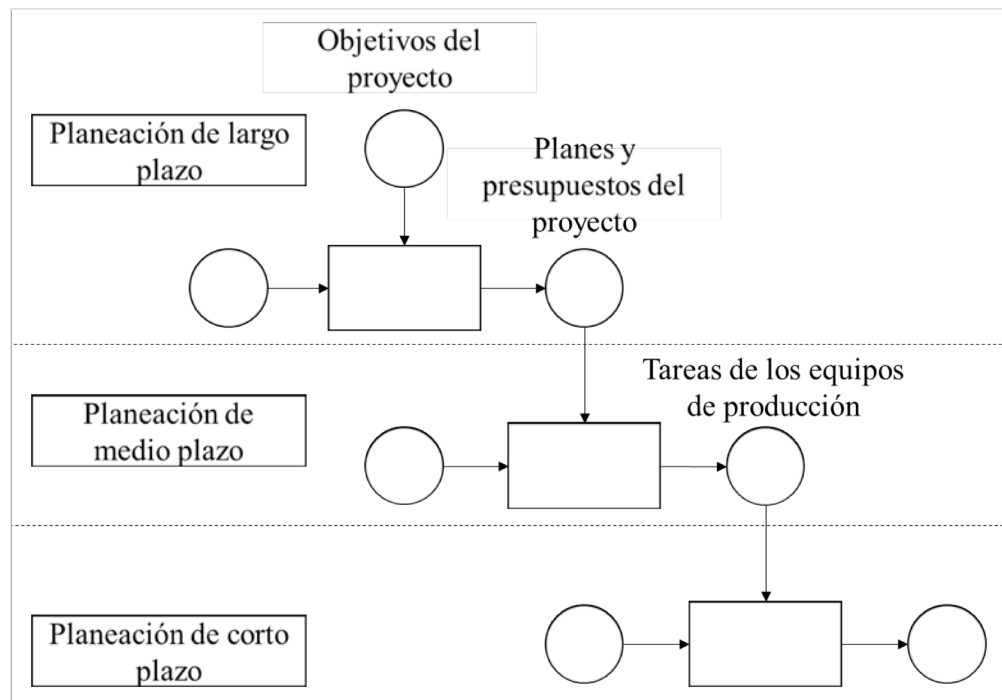 Objetivos del
proyecto
Planeación de largo
plazo
Planes y
presupuestos del
proyecto
Planeación de
medio plazo
Tareas de los equipos
de producción
Planeación de corto
plazo